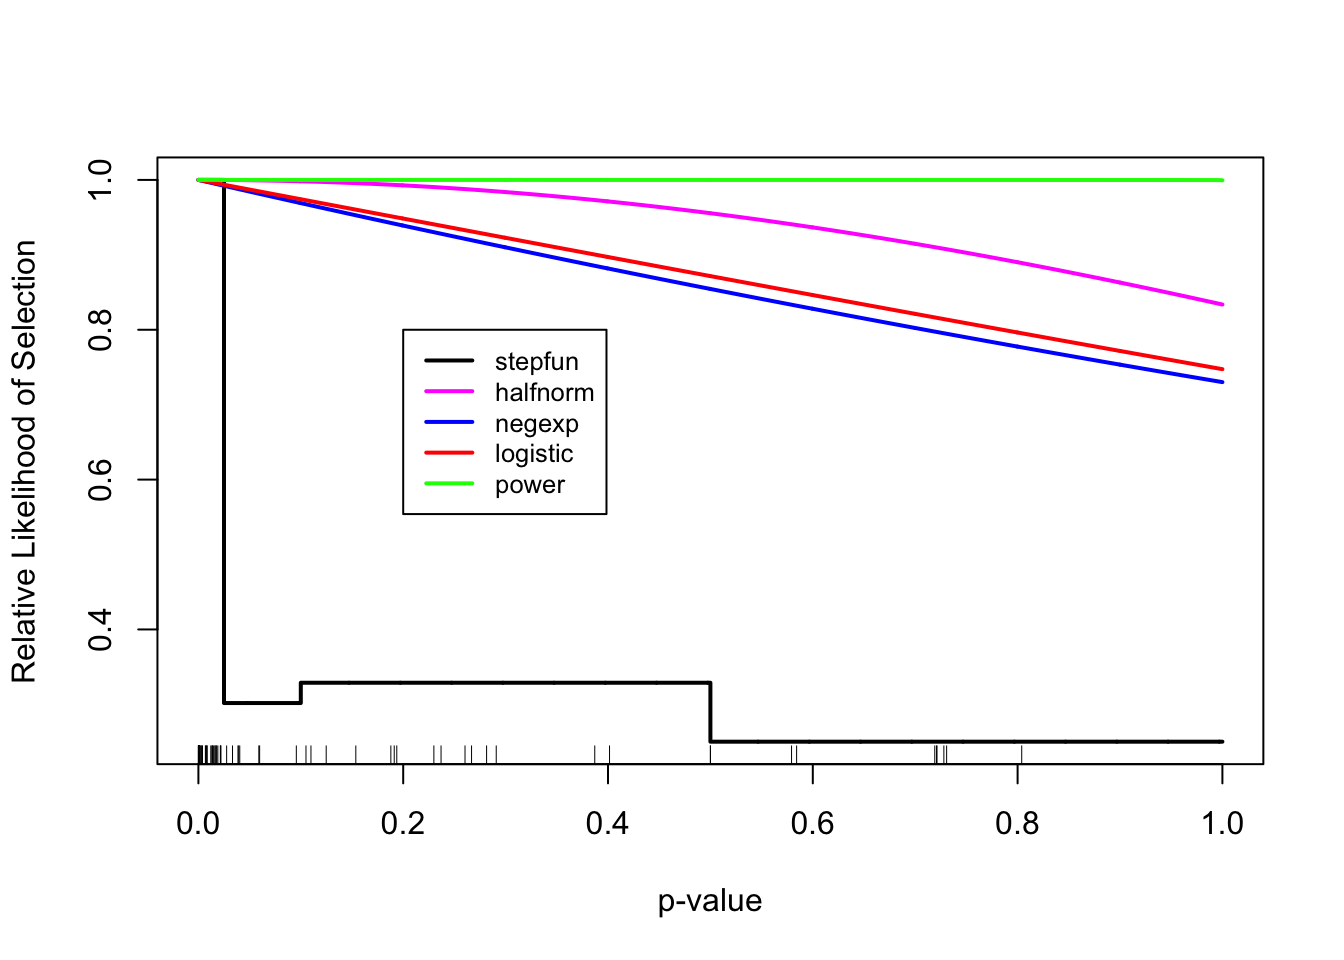 Relative Likelihood of Selection
1.0
0.8
0.6
0.4
stepfun
halfnorm
negexp
logistic
power
0.0 0.2 0.4 0.6 0.8 1.0
p-value